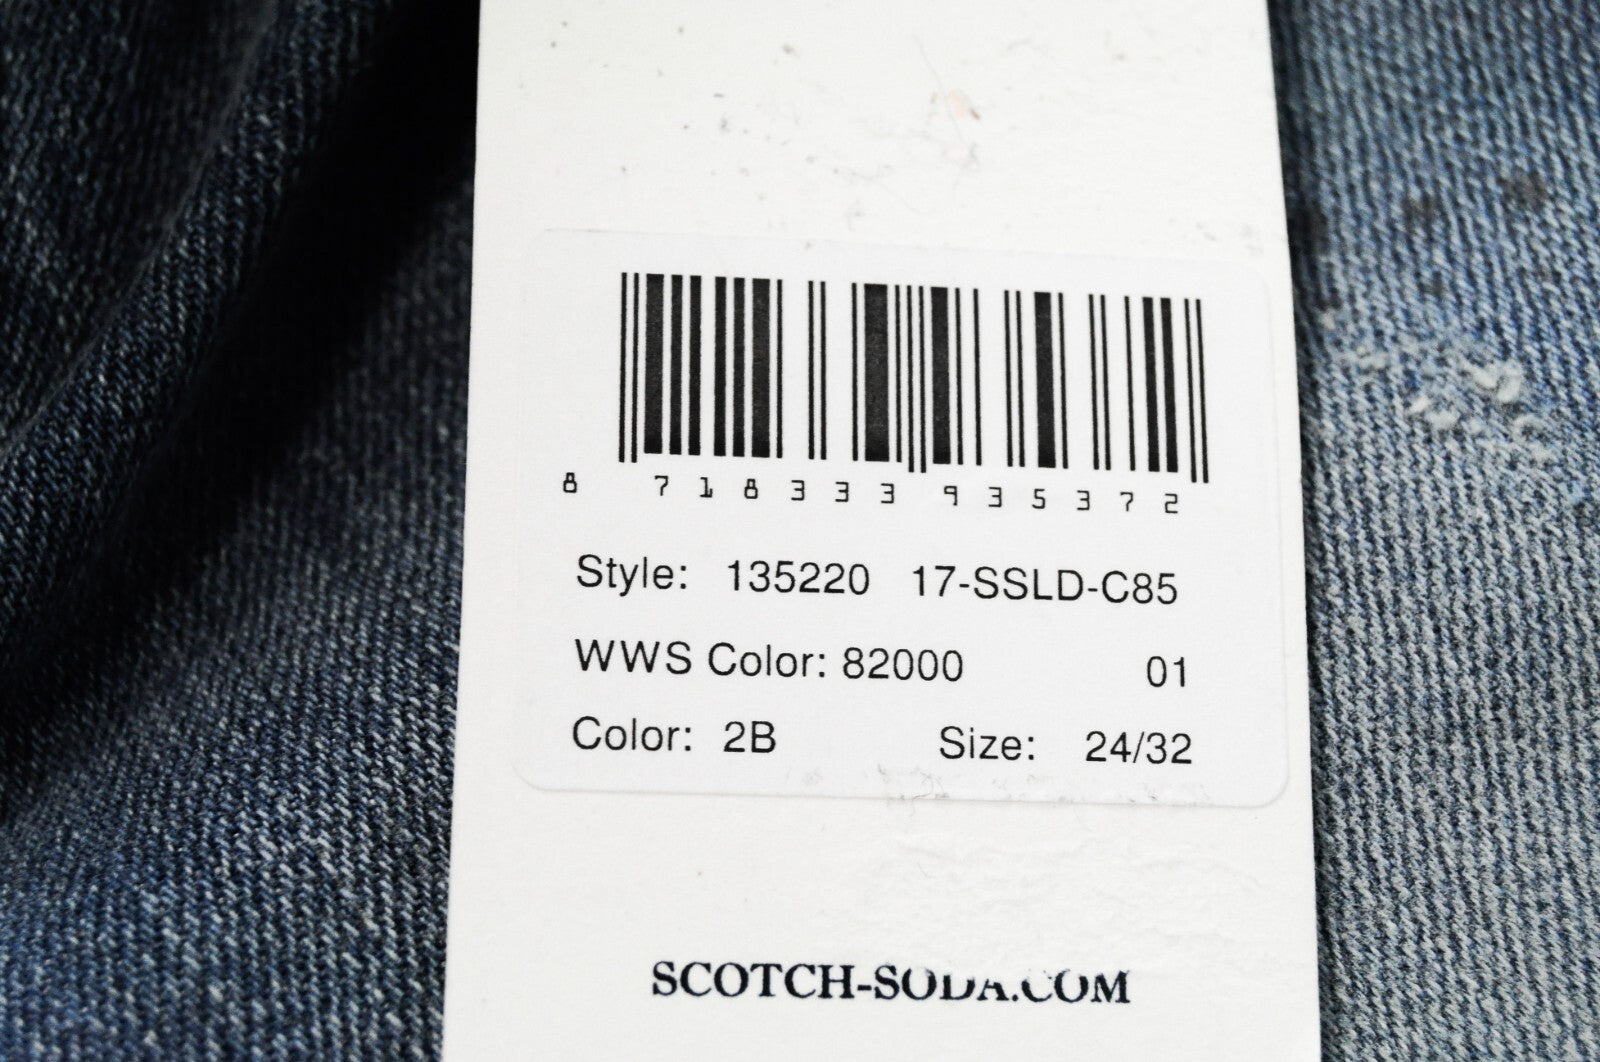 8 718333 935372
Style: 135220 17-SSLD-C85
WWS Color: 82000 01
Color: 2B Size: 24/32
SCOTCH-SODA.COM